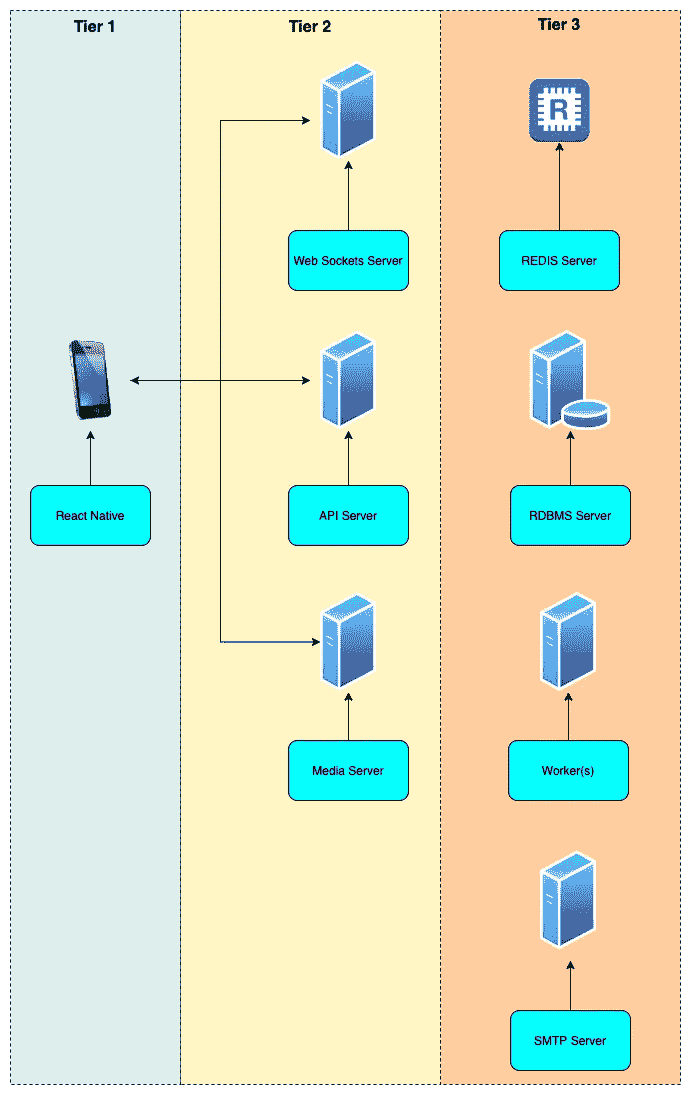 Tier 1
Tier 2
Tier 3
R
Web Sockets Server
REDIS Server
React Native
API Server
RDBMS Server
Media Server
Worker(s)
SMTP Server